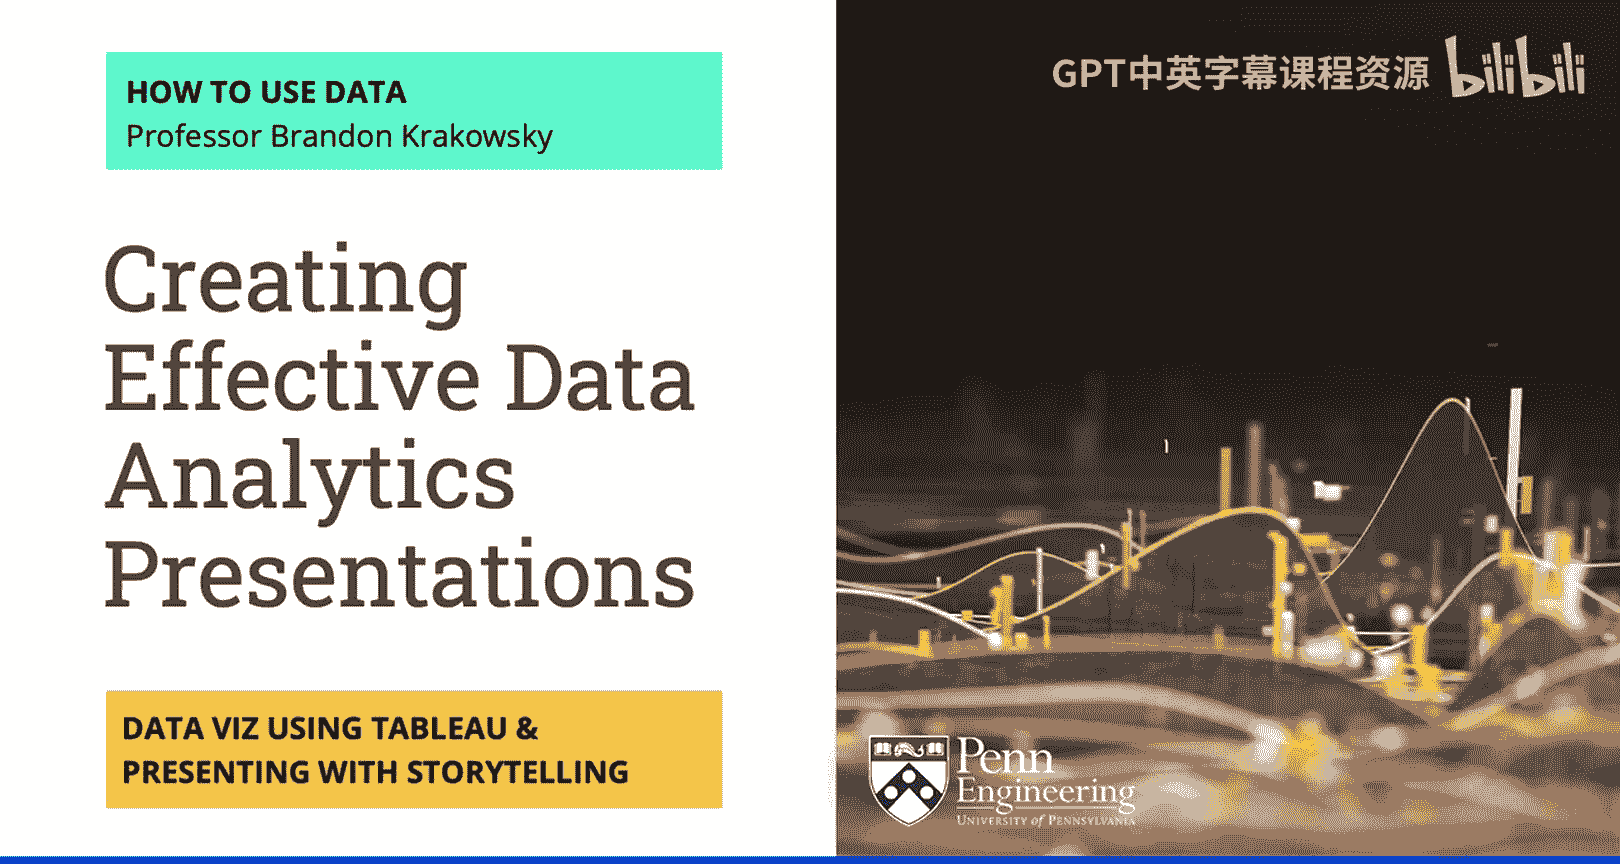 HOW TO USE DATA
Professor Brandon Krakowsky
Creating
Effective Data
Analytics
Presentations
DATA VIZ USING TABLEAU &
PRESENTING WITH STORYTELLING
GPT中英字幕课程资源 bilibili
Penn
Engineering
UNIVERSITY of PENNSYLVANIA